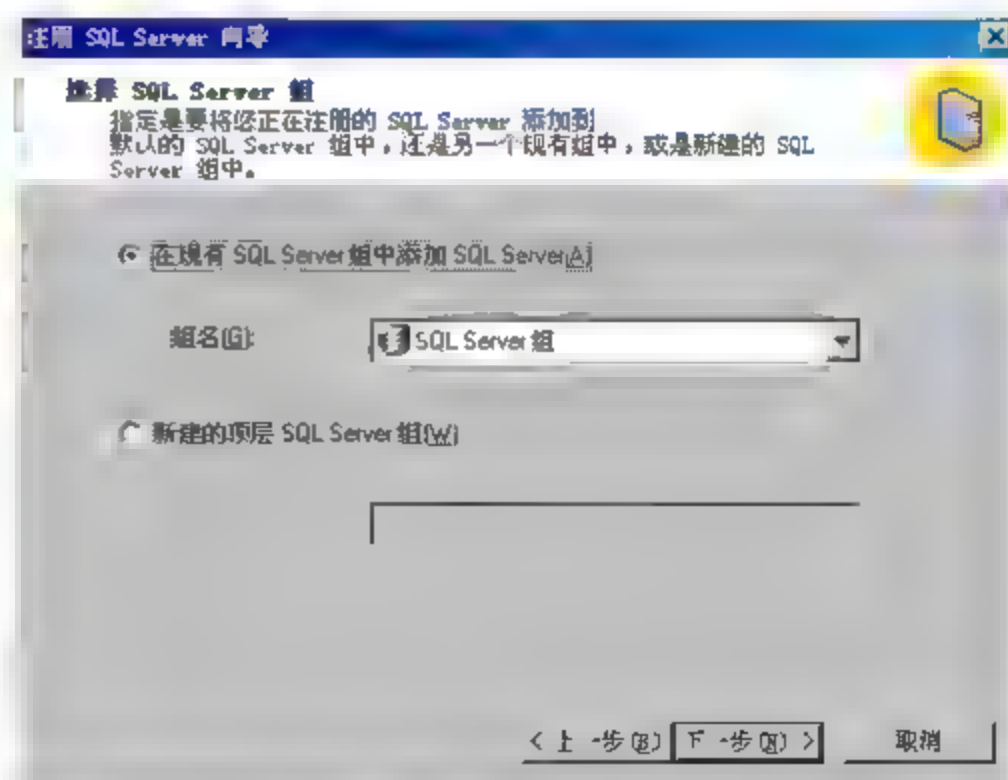 注册 SQL Server 向导
选择 SQL Server 组
指定是要将您正在注册的 SQL Server 添加到
默认的 SQL Server 组中，还是另一个现有组中，或是新建的 SQL
Server 组中。
在现有 SQL Server 组中添加 SQL Server(A)
组名(G):
SQL Server 组
新建的顶层 SQL Server 组(W)
< 上一步(B) 下一步(N) > 取消